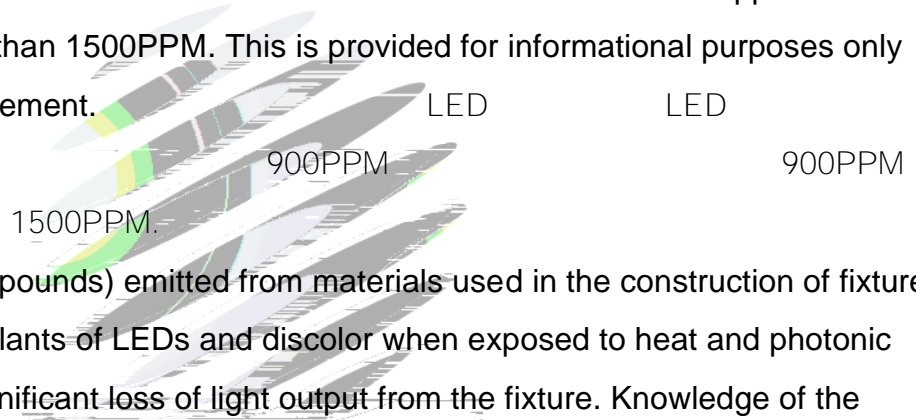 than 1500PPM. This is provided for informational purposes only
ement. LED LED
900PPM 900PPM
1500PPM.
pounds) emitted from materials used in the construction of fixture
lants of LEDs and discolor when exposed to heat and photonic
nificant loss of light output from the fixture. Knowledge of the